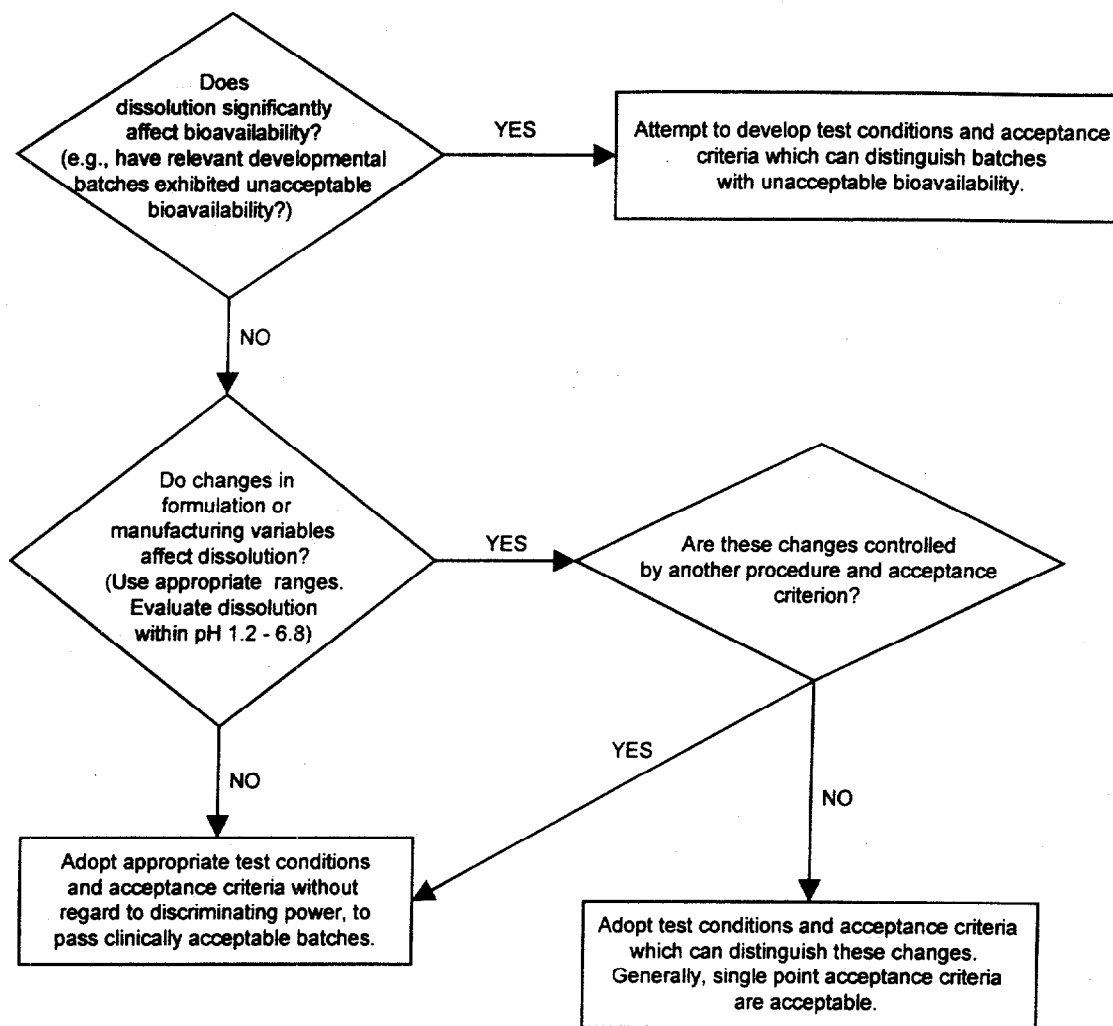 Does
dissolution significantly
affect bioavailability?
(e.g., have relevant developmental
batches exhibited unacceptable
bioavailability?)
YES
Attempt to develop test conditions and acceptance
criteria which can distinguish batches
with unacceptable bioavailability.
NO
Do changes in
formulation or
manufacturing variables
affect dissolution?
(Use appropriate ranges.
Evaluate dissolution
within pH 1.2 - 6.8)
YES
Are these changes controlled
by another procedure and acceptance
criterion?
NO
YES
NO
Adopt appropriate test conditions
and acceptance criteria without
regard to discriminating power, to
pass clinically acceptable batches.
Adopt test conditions and acceptance criteria
which can distinguish these changes.
Generally, single point acceptance criteria
are acceptable.